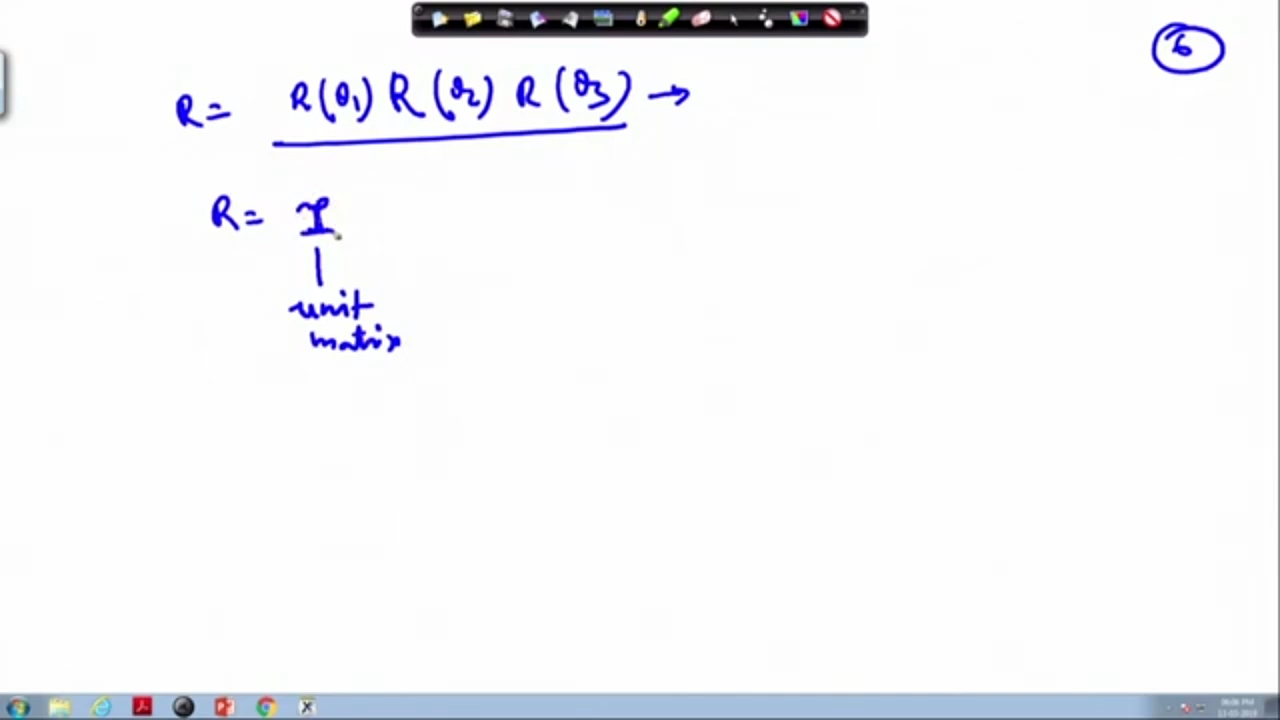 6
R = R(θ1) R(θ2) R(θ3) →
R = I
unit
matrix